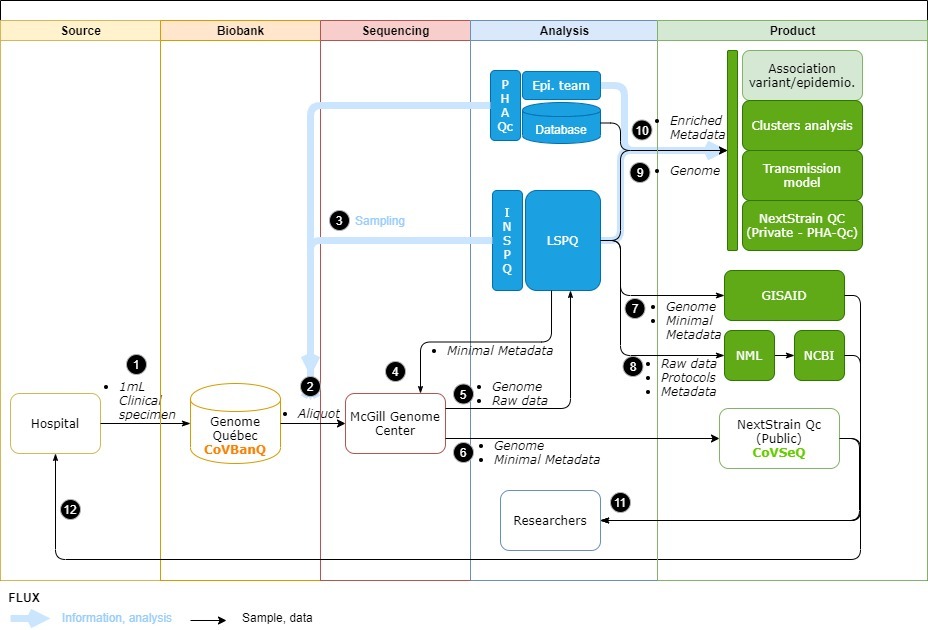 Source
Biobank
Sequencing
Analysis
Product
P
H
A
Qc
Epi. team
Database
Association
variant/epidemio.
Clusters analysis
Transmission
model
NextStrain QC
(Private - PHA-Qc)
10
Enriched
Metadata
9
Genome
3 Sampling
I
N
S
P
Q
LSPQ
7
Genome
Minimal
Metadata
GISAID
8
Raw data
Protocols
Metadata
NML
NCBI
4
Minimal Metadata
5
Genome
Raw data
1
1mL
Clinical
specimen
2
Aliquot
Hospital
Genome
Québec
CoVBanQ
McGill Genome
Center
6
Genome
Minimal Metadata
NextStrain Qc
(Public)
CoVSeQ
11
Researchers
12
FLUX
Information, analysis
Sample, data